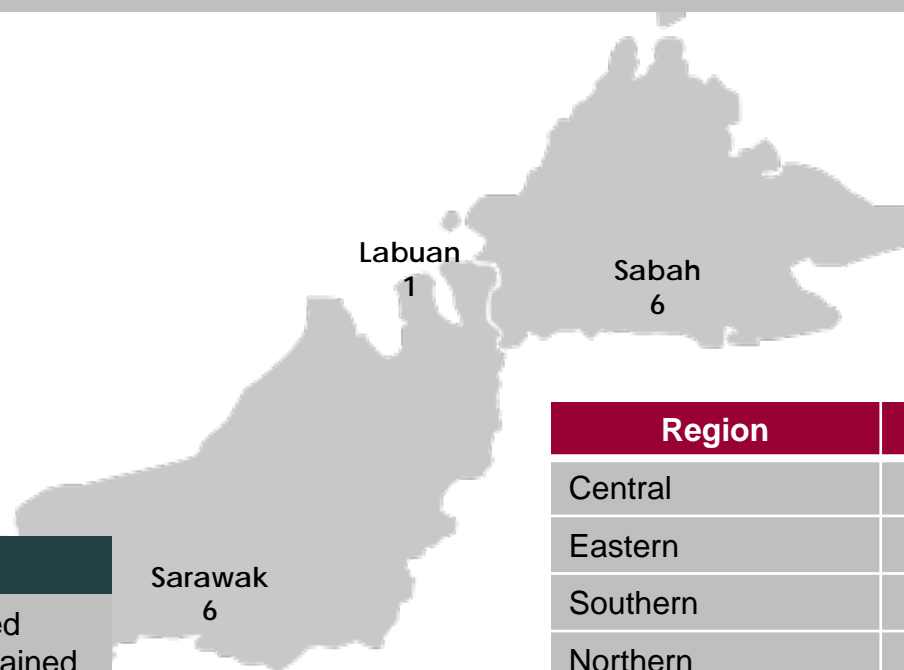 Labuan
1
Sabah
6
Sarawak
6
Region
Central
Eastern
Southern
Northern